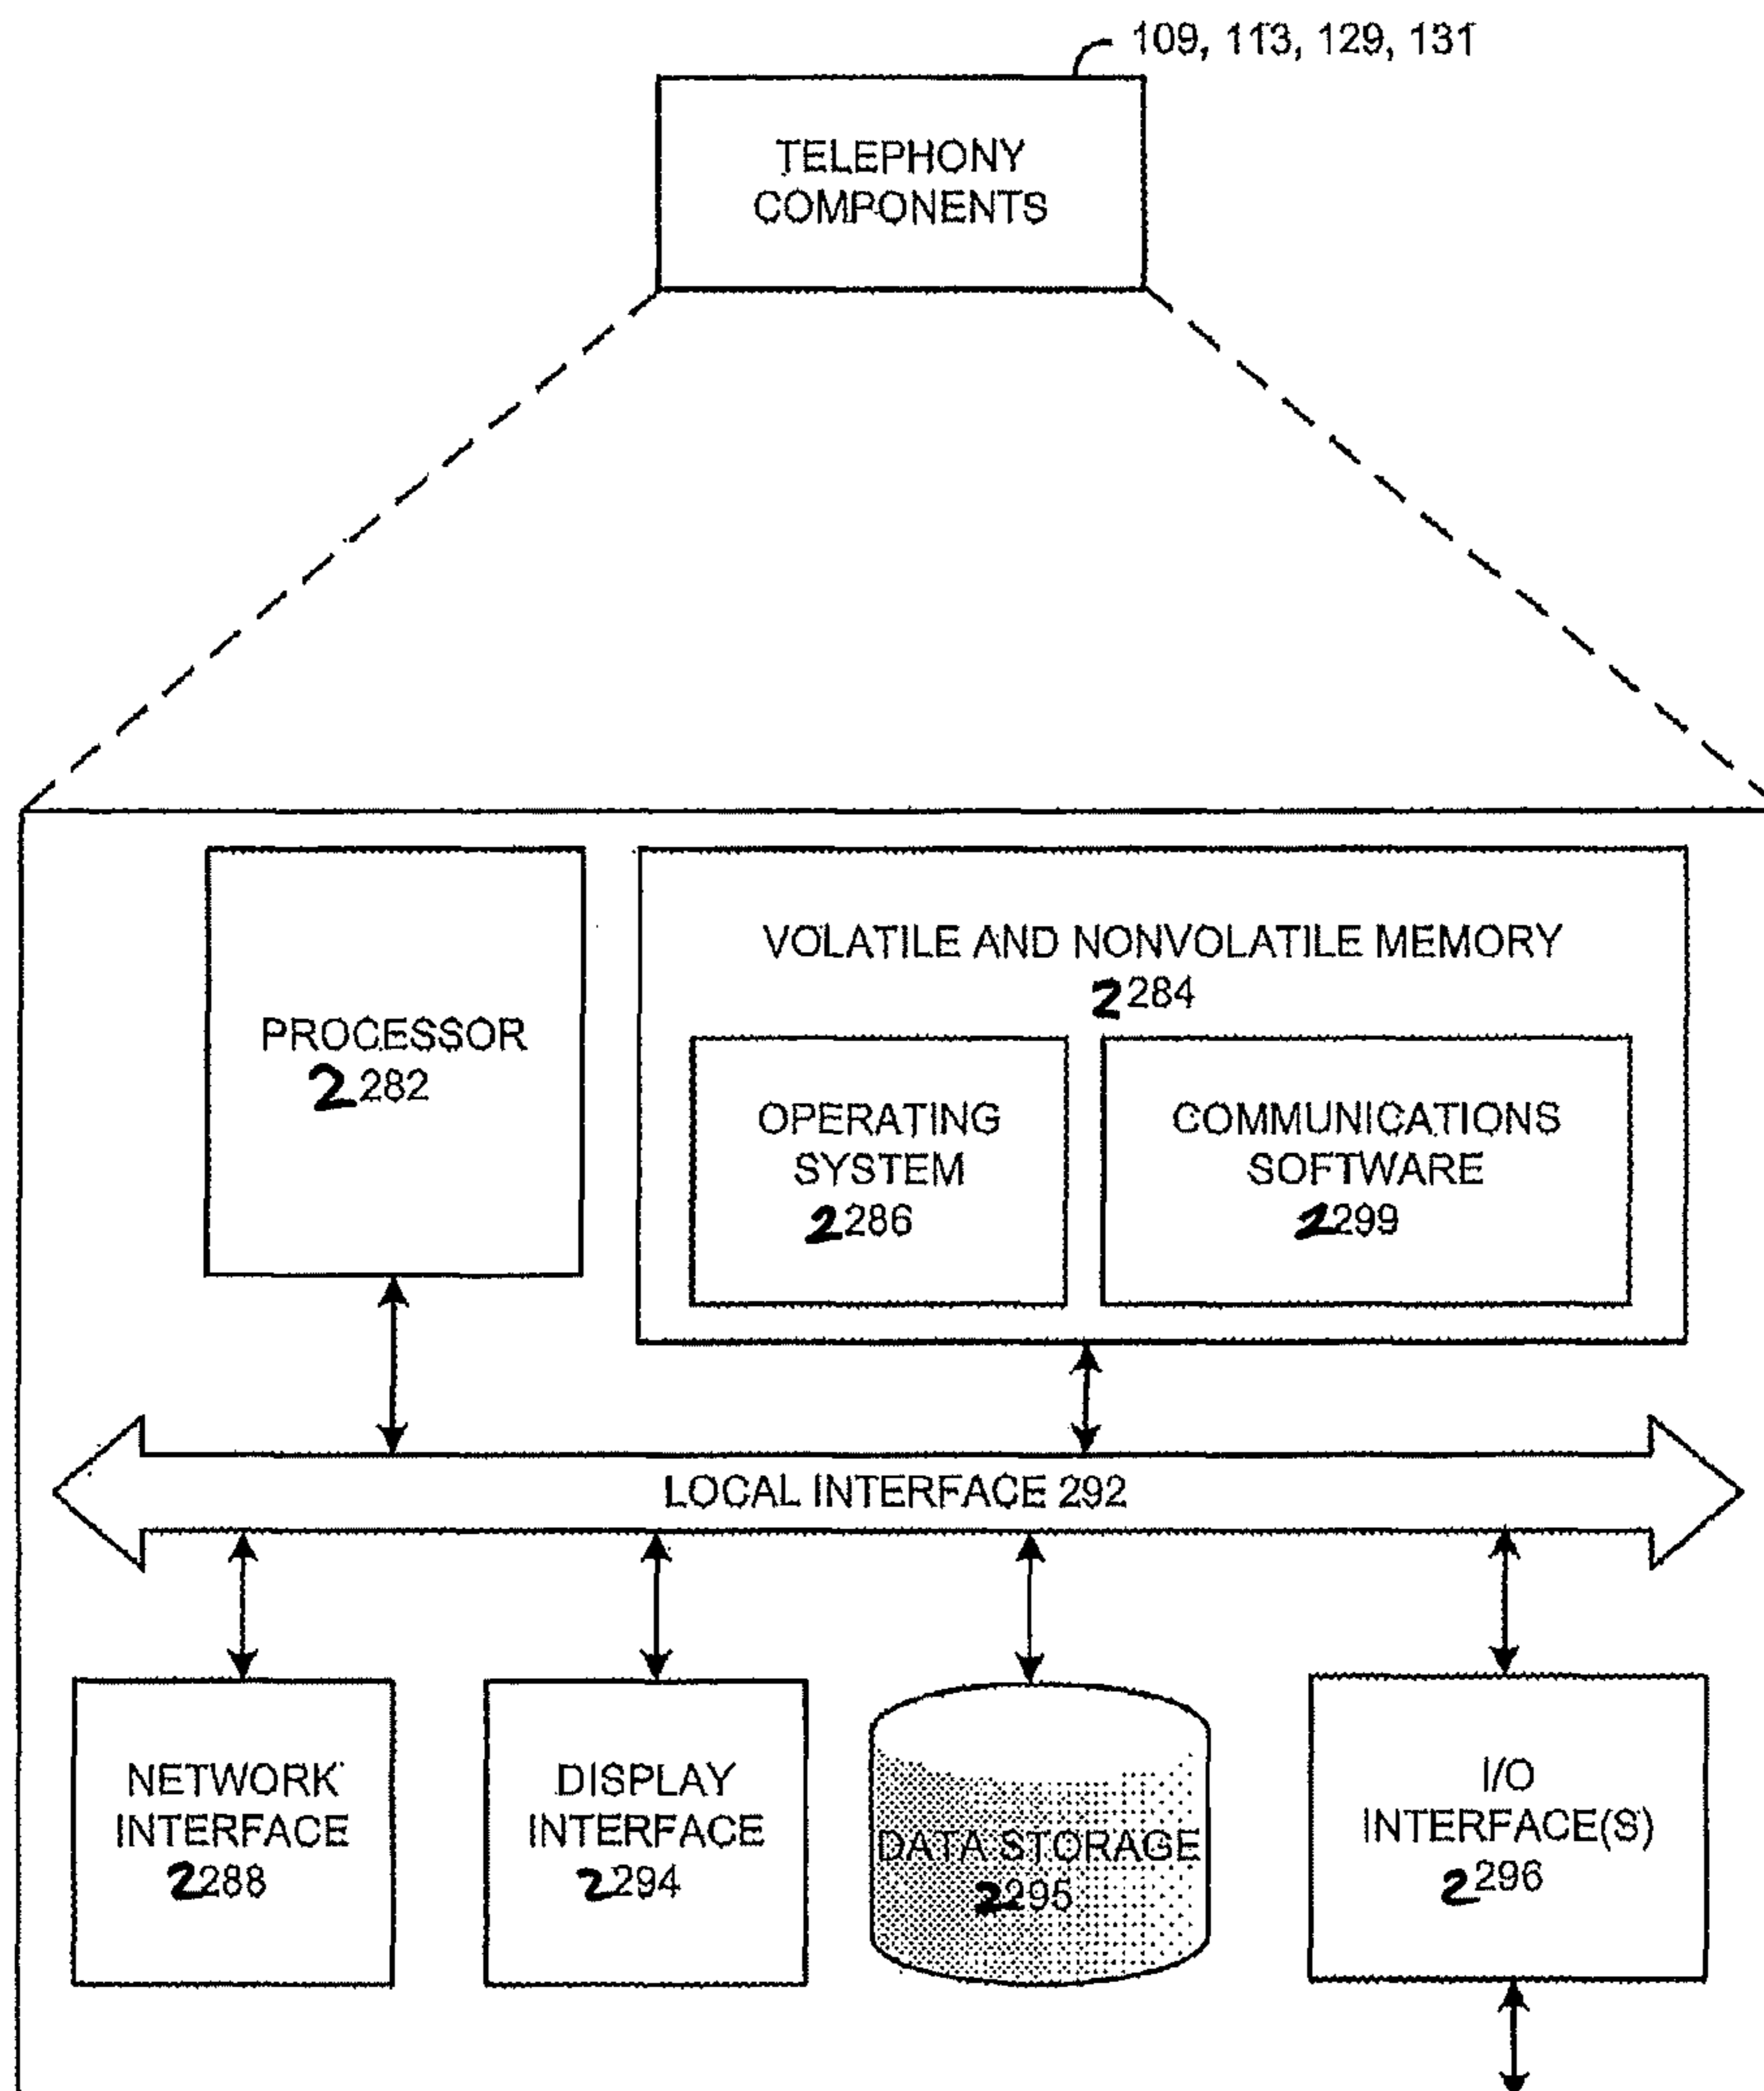 109, 113, 129, 131
TELEPHONY
COMPONENTS
VOLATILE AND NONVOLATILE MEMORY
2284
PROCESSOR
2282
OPERATING
SYSTEM
2286
COMMUNICATIONS
SOFTWARE
2299
LOCAL INTERFACE 292
NETWORK
INTERFACE
2288
DISPLAY
INTERFACE
2294
DATA STORAGE
2295
I/O
INTERFACE(S)
2296